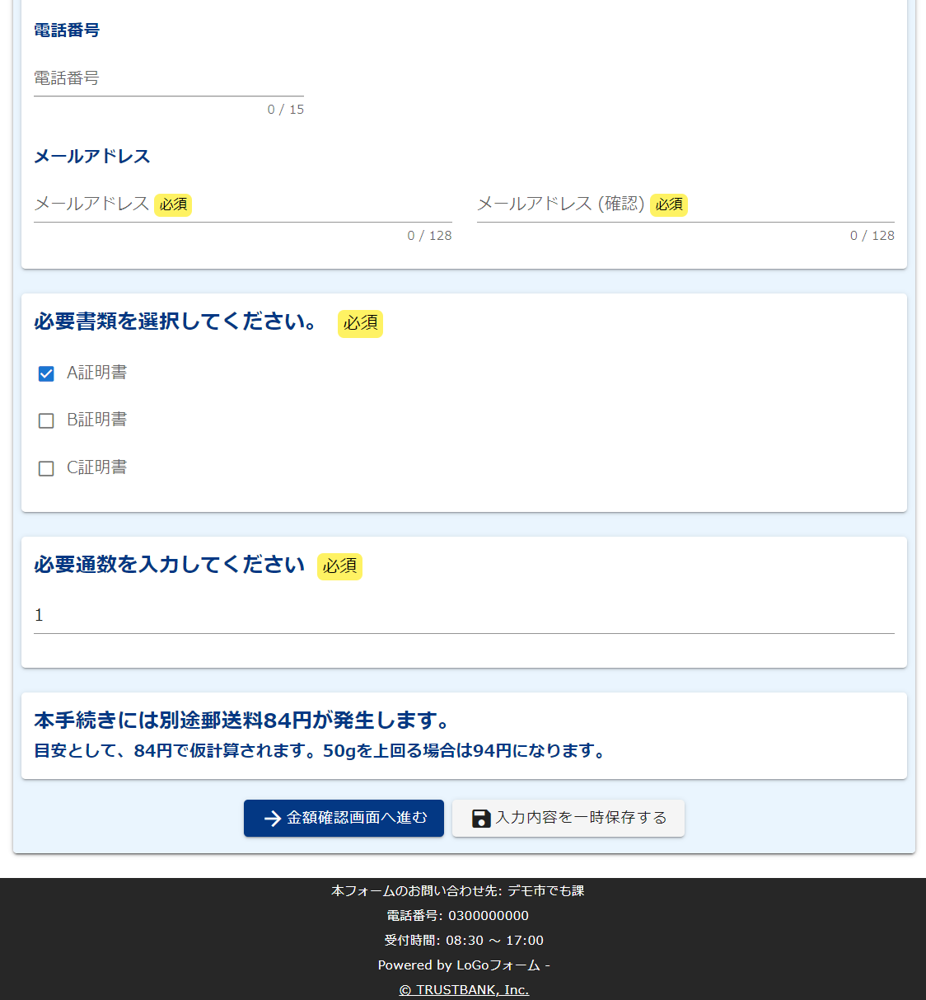 電話番号
電話番号
0 / 15
メールアドレス
メールアドレス 必須
メールアドレス (確認) 必須
0 / 128
0 / 128
必要書類を選択してください。 必須
A証明書
B証明書
C証明書
必要通数を入力してください 必須
1
本手続きには別途郵送料84円が発生します。
目安として、84円で仮計算されます。50gを上回る場合は94円になります。
金額確認画面へ進む
入力内容を一時保存する
本フォームのお問い合わせ先: デモ市でも課
電話番号: 0300000000
受付時間: 08:30 ～ 17:00
Powered by LoGoフォーム -
© TRUSTBANK, Inc.